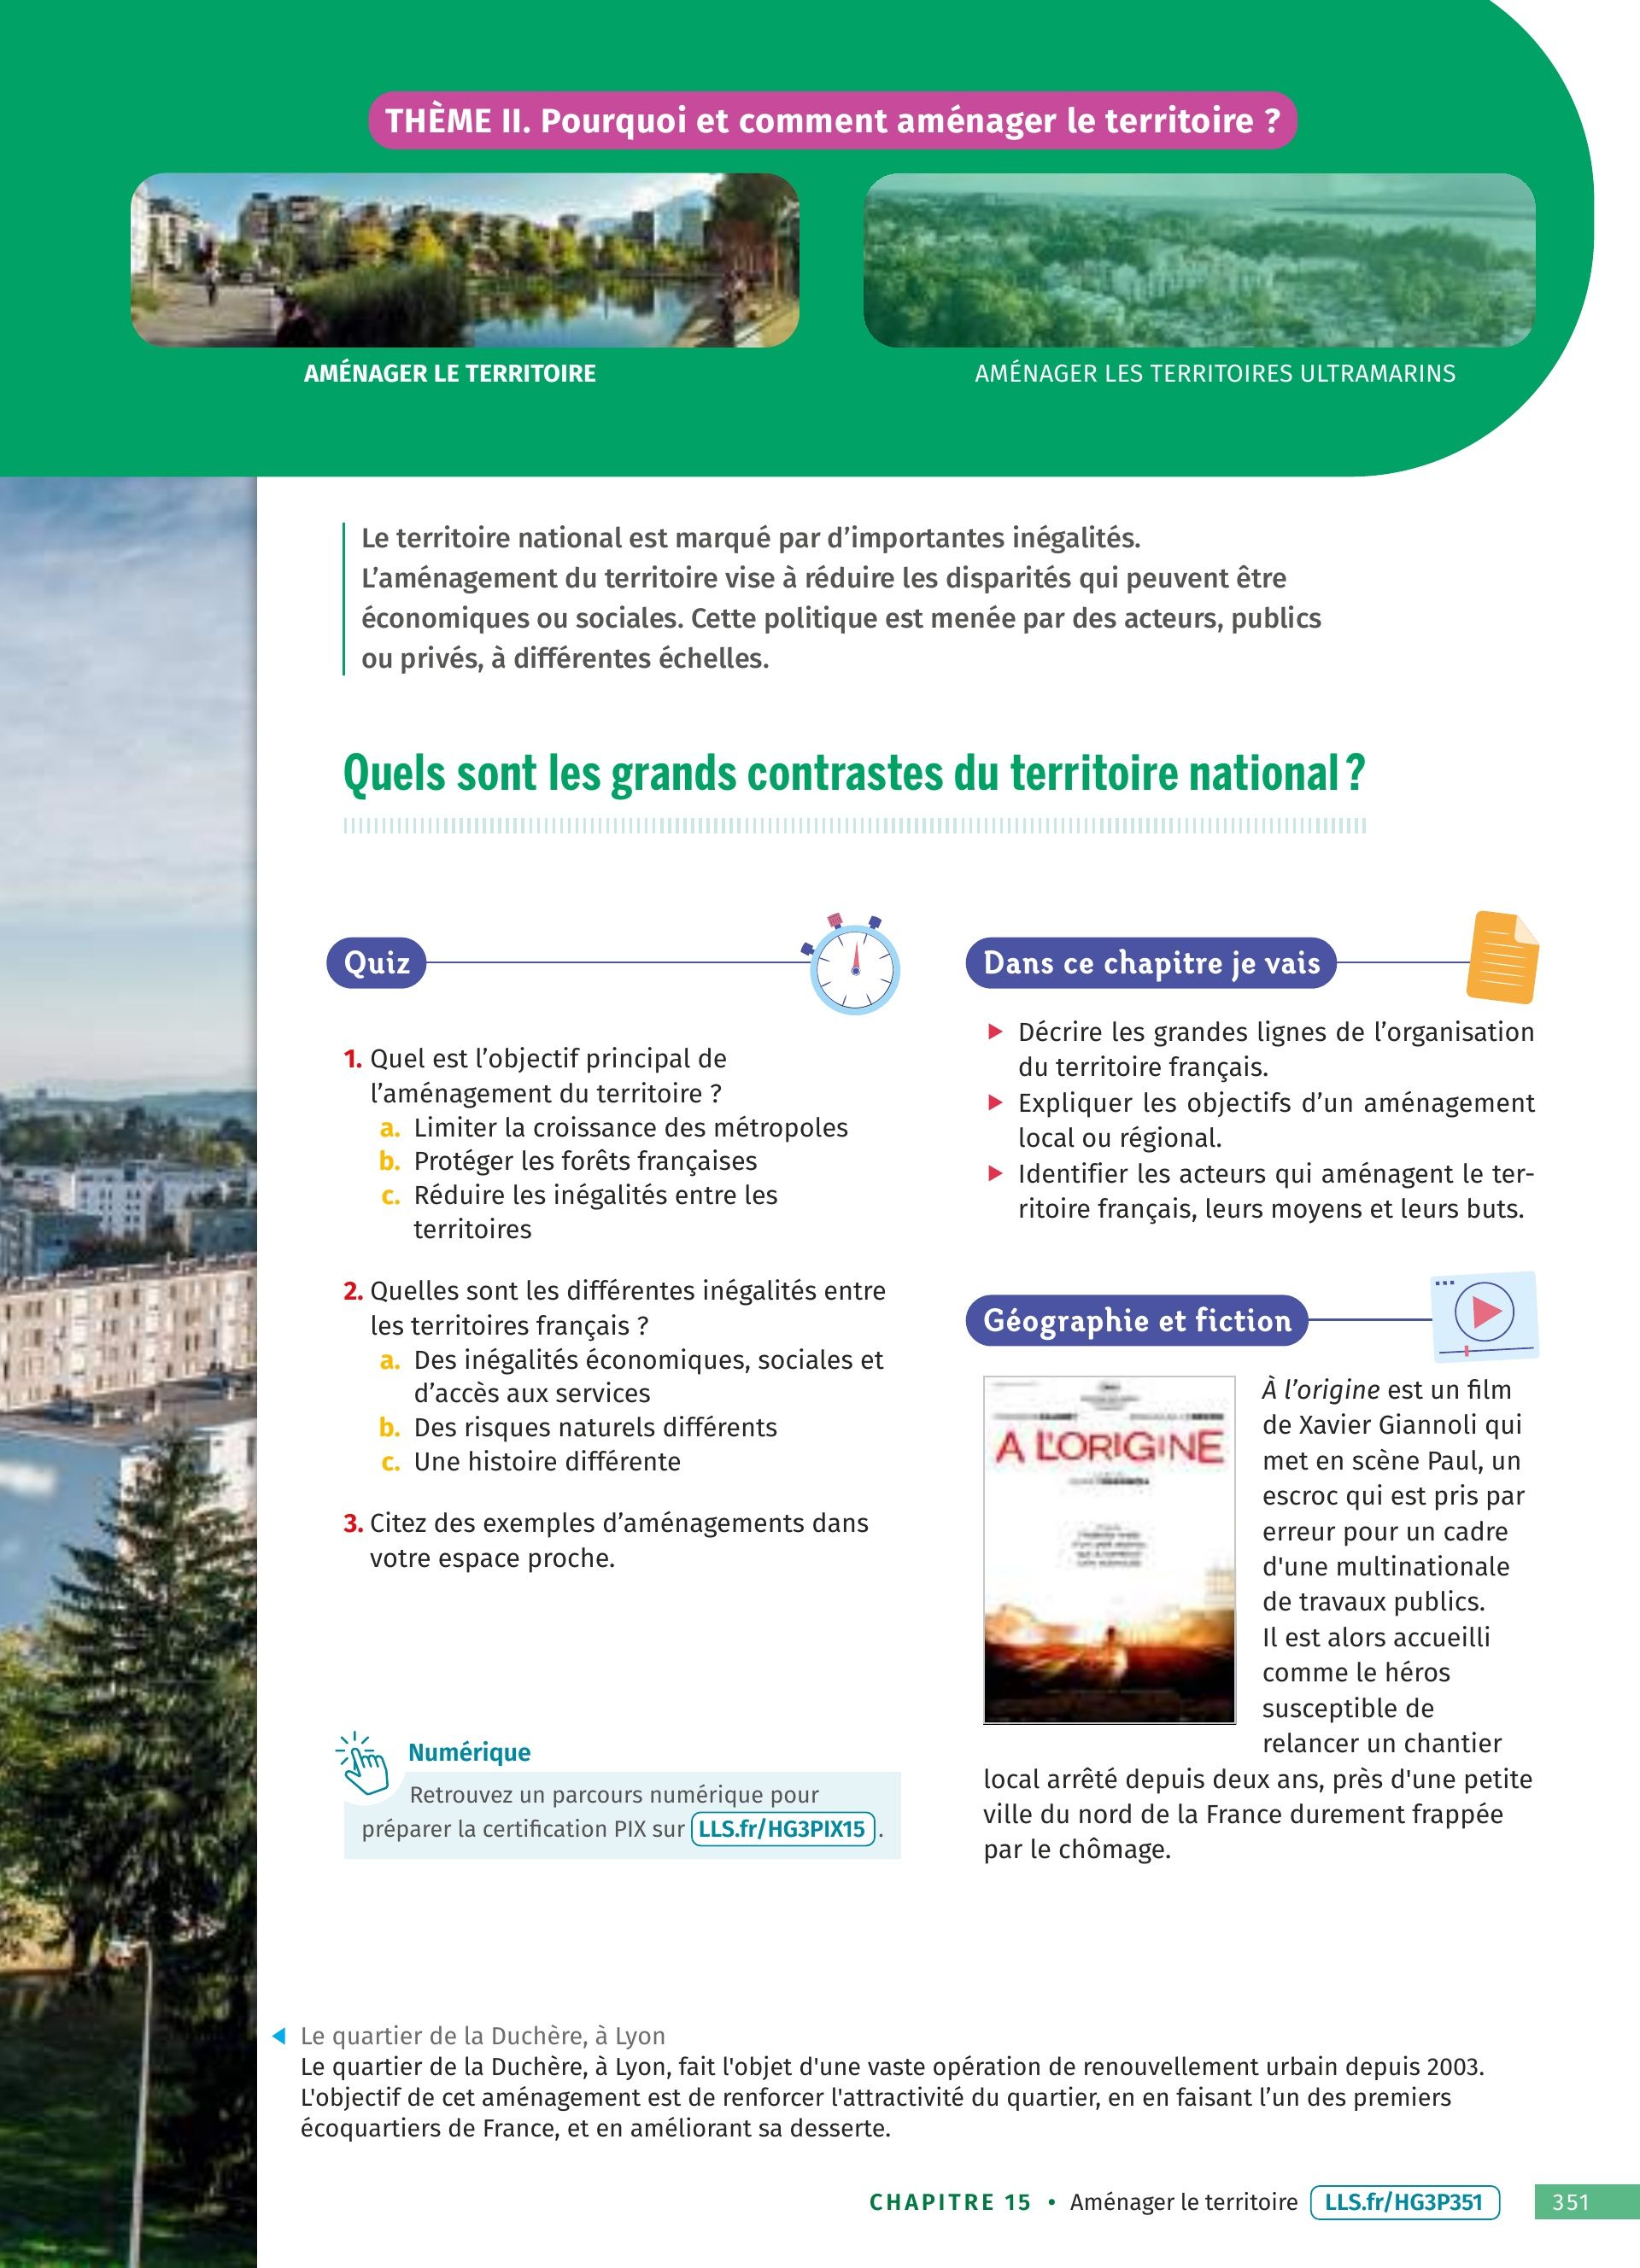 THÈME II. Pourquoi et comment aménager le territoire ?
AMÉNAGER LE TERRITOIRE
AMÉNAGER LES TERRITOIRES ULTRAMARINS
Le territoire national est marqué par d’importantes inégalités.
L’aménagement du territoire vise à réduire les disparités qui peuvent être
économiques ou sociales. Cette politique est menée par des acteurs, publics
ou privés, à différentes échelles.
Quels sont les grands contrastes du territoire national ?
Quiz
1. Quel est l’objectif principal de
l’aménagement du territoire ?
a. Limiter la croissance des métropoles
b. Protéger les forêts françaises
c. Réduire les inégalités entre les
territoires
2. Quelles sont les différentes inégalités entre
les territoires français ?
a. Des inégalités économiques, sociales et
d’accès aux services
b. Des risques naturels différents
c. Une histoire différente
3. Citez des exemples d’aménagements dans
votre espace proche.
Numérique
Retrouvez un parcours numérique pour
préparer la certification PIX sur LLS.fr/HG3PIX15 .
Dans ce chapitre je vais
▶ Décrire les grandes lignes de l’organisation
du territoire français.
▶ Expliquer les objectifs d’un aménagement
local ou régional.
▶ Identifier les acteurs qui aménagent le ter-
ritoire français, leurs moyens et leurs buts.
Géographie et fiction
A L'ORIGINE
À l’origine est un film
de Xavier Giannoli qui
met en scène Paul, un
escroc qui est pris par
erreur pour un cadre
d'une multinationale
de travaux publics.
Il est alors accueilli
comme le héros
susceptible de
relancer un chantier
local arrêté depuis deux ans, près d'une petite
ville du nord de la France durement frappée
par le chômage.
◀ Le quartier de la Duchère, à Lyon
Le quartier de la Duchère, à Lyon, fait l'objet d'une vaste opération de renouvellement urbain depuis 2003.
L'objectif de cet aménagement est de renforcer l'attractivité du quartier, en en faisant l’un des premiers
écoquartiers de France, et en améliorant sa desserte.
CHAPITRE 15 • Aménager le territoire LLS.fr/HG3P351 351